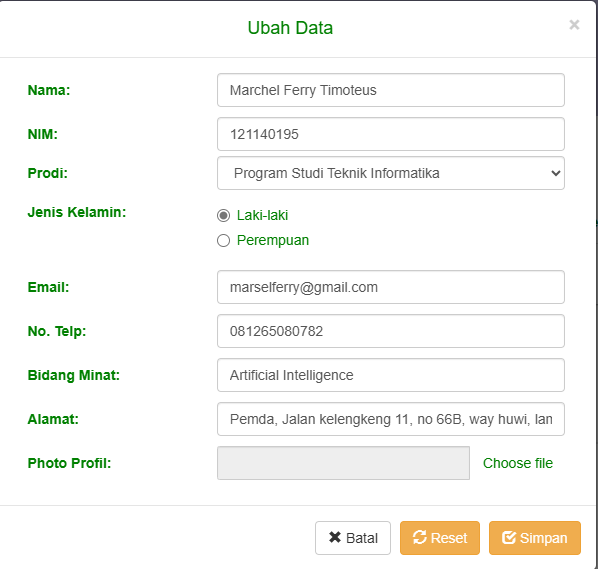 Ubah Data ×
Nama: Marchel Ferry Timoteus
NIM: 121140195
Prodi: Program Studi Teknik Informatika
Jenis Kelamin: Laki-laki
Perempuan
Email: marselferry@gmail.com
No. Telp: 081265080782
Bidang Minat: Artificial Intelligence
Alamat: Pemda, Jalan kelengkeng 11, no 66B, way huwi, lan
Photo Profil: Choose file
Batal Reset Simpan